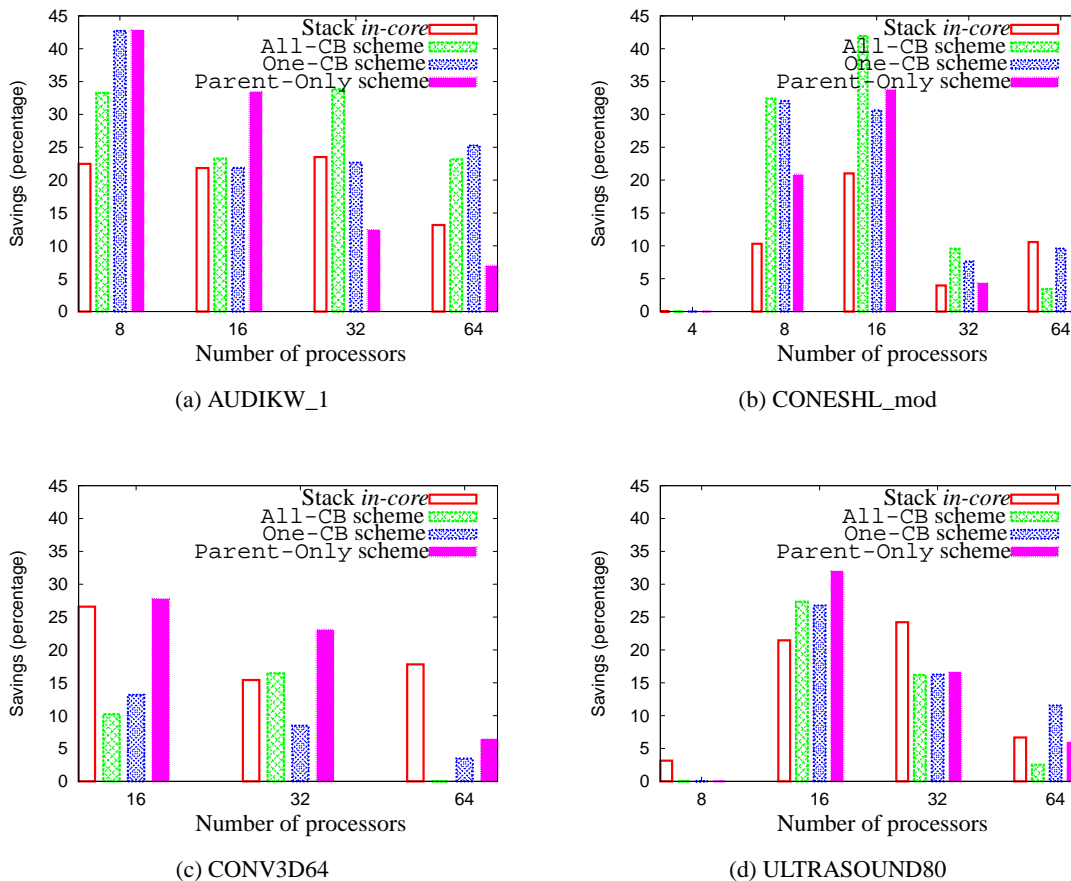 45
40
35
30
25
20
15
10
5
0
Savings (percentage)
Stack in-core
All-CB scheme
One-CB scheme
Parent-Only scheme
8 16 32 64
Number of processors
(a) AUDIKW_1
45
40
35
30
25
20
15
10
5
0
Savings (percentage)
Stack in-core
All-CB scheme
One-CB scheme
Parent-Only scheme
4 8 16 32 64
Number of processors
(b) CONESHL_mod
45
40
35
30
25
20
15
10
5
0
Savings (percentage)
Stack in-core
All-CB scheme
One-CB scheme
Parent-Only scheme
16 32 64
Number of processors
(c) CONV3D64
45
40
35
30
25
20
15
10
5
0
Savings (percentage)
Stack in-core
All-CB scheme
One-CB scheme
Parent-Only scheme
8 16 32 64
Number of processors
(d) ULTRASOUND80